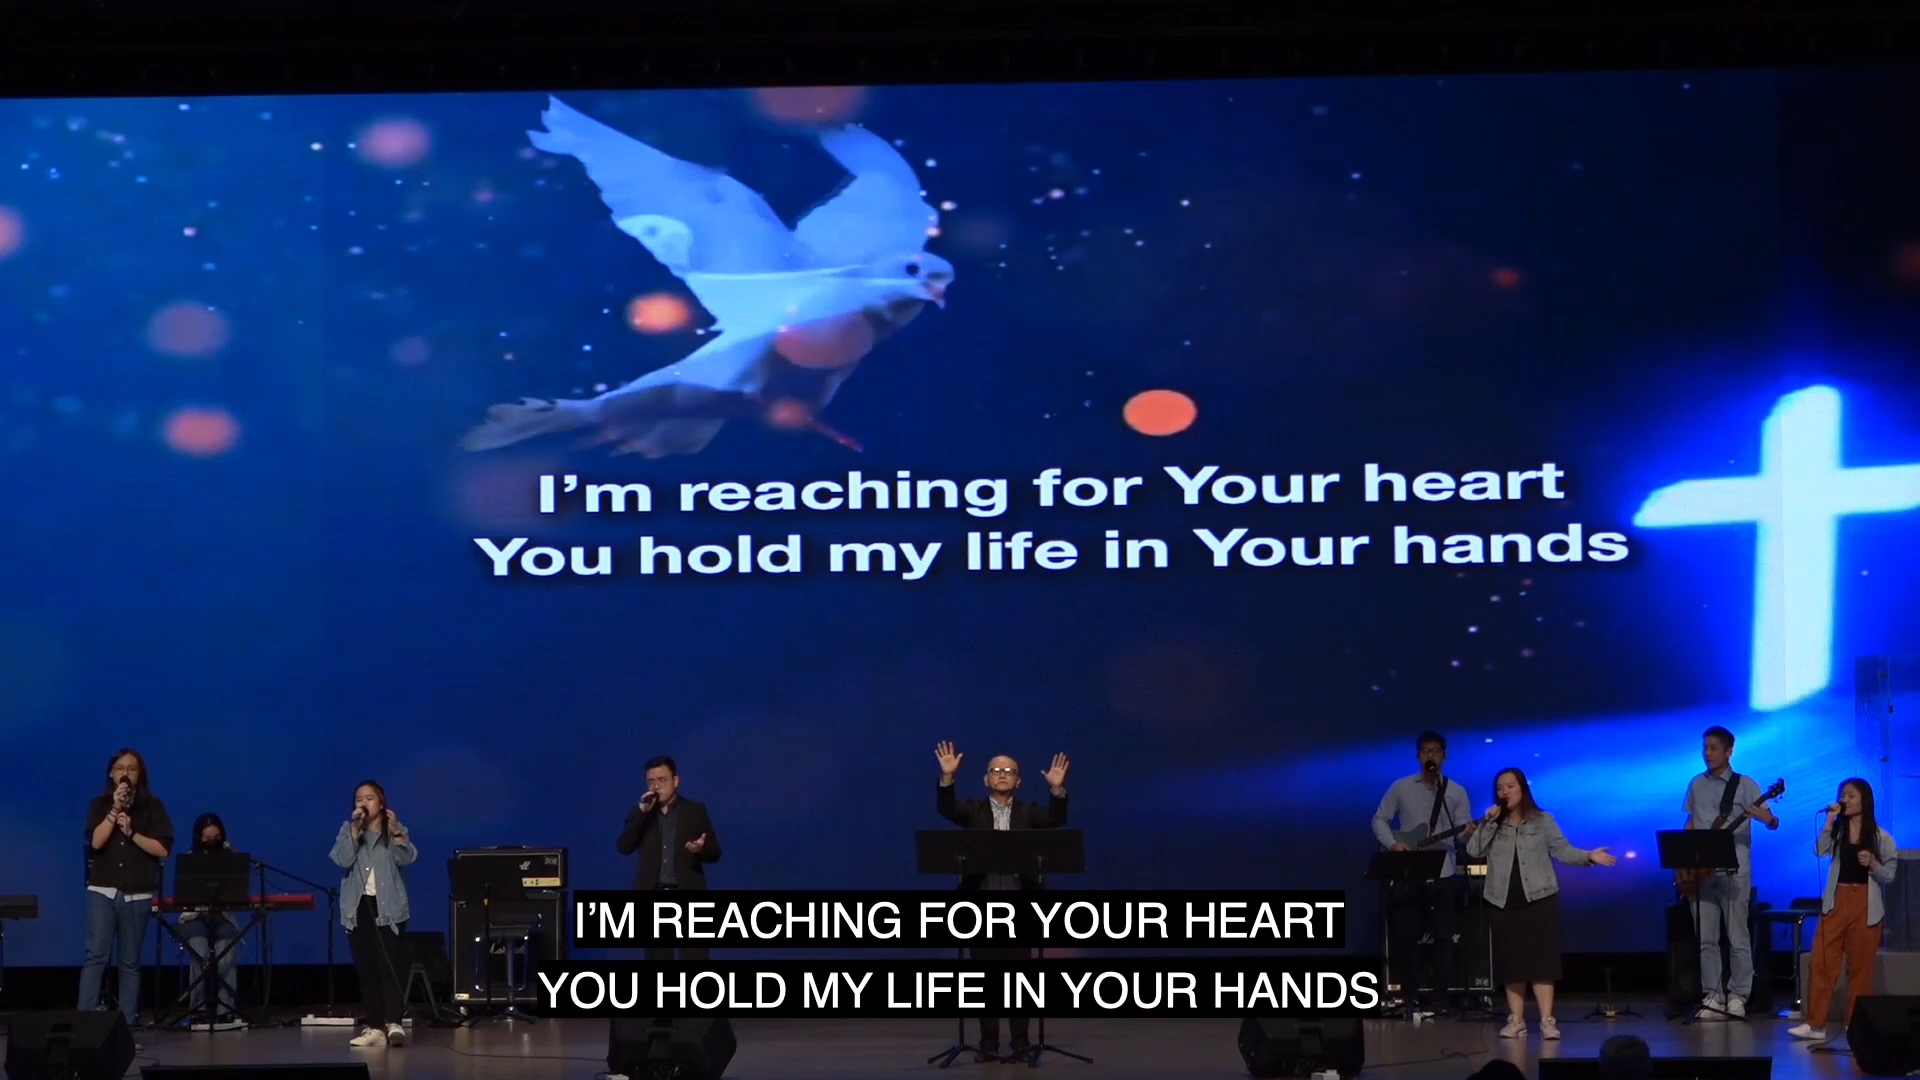 I’m reaching for Your heart
You hold my life in Your hands
I’M REACHING FOR YOUR HEART
YOU HOLD MY LIFE IN YOUR HANDS